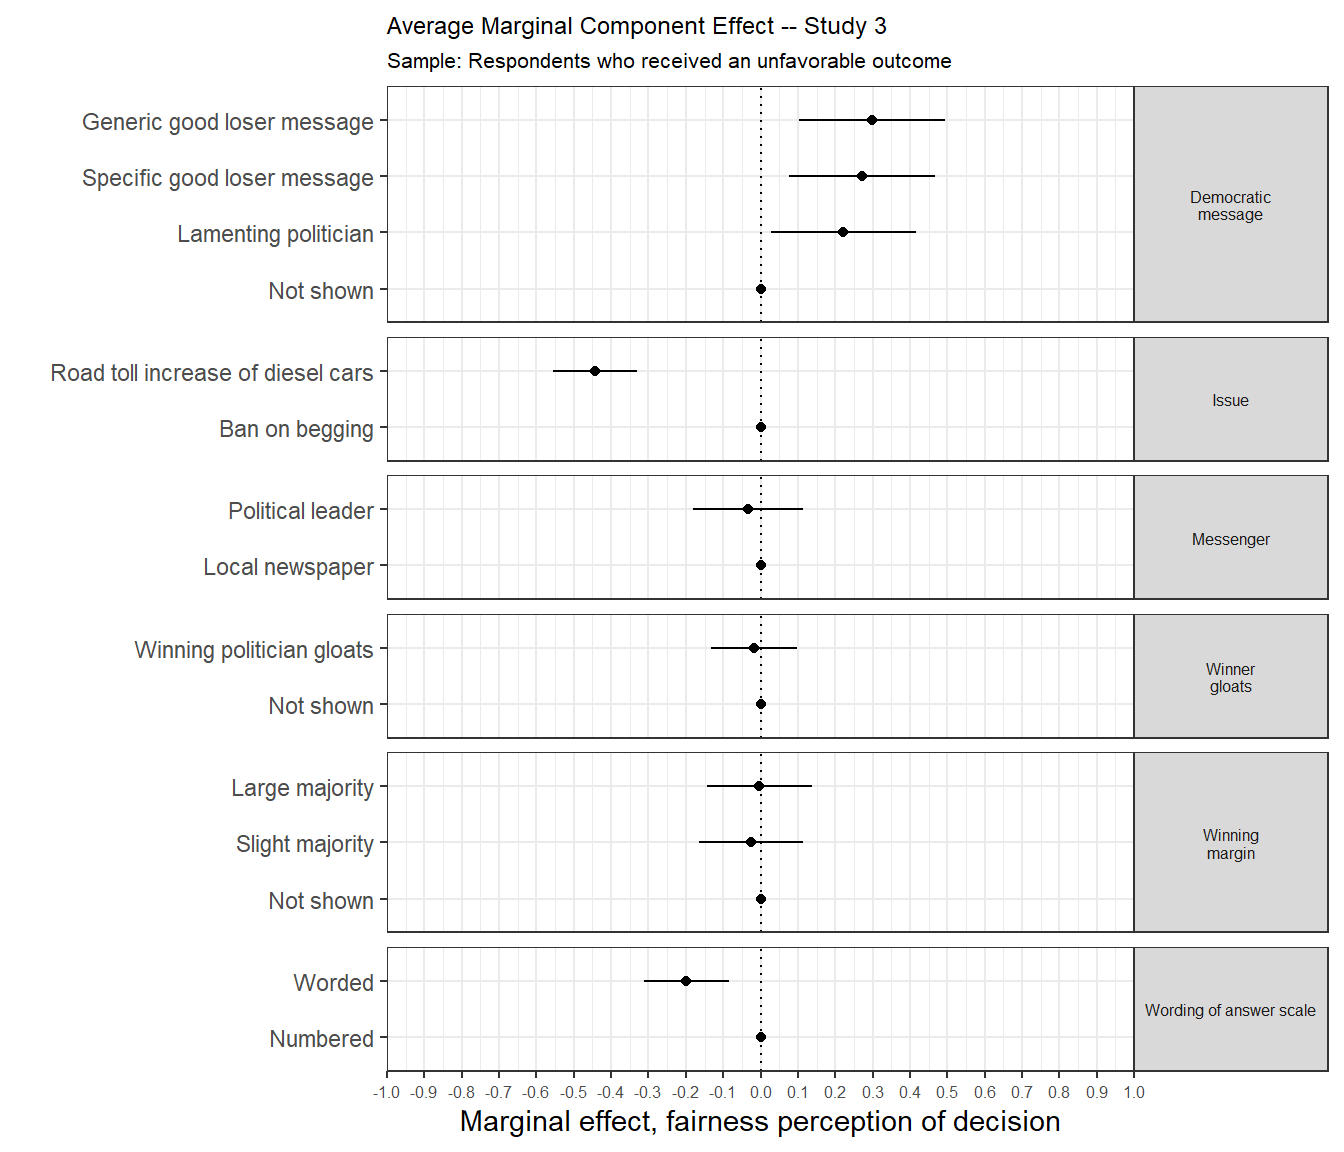 Average Marginal Component Effect -- Study 3
Sample: Respondents who received an unfavorable outcome
Generic good loser message
Specific good loser message
Lamenting politician
Not shown
Democratic
message
Road toll increase of diesel cars
Ban on begging
Issue
Political leader
Local newspaper
Messenger
Winning politician gloats
Not shown
Winner
gloats
Large majority
Slight majority
Not shown
Winning
margin
Worded
Numbered
Wording of answer scale
-1.0 -0.9 -0.8 -0.7 -0.6 -0.5 -0.4 -0.3 -0.2 -0.1 0.0 0.1 0.2 0.3 0.4 0.5 0.6 0.7 0.8 0.9 1.0
Marginal effect, fairness perception of decision